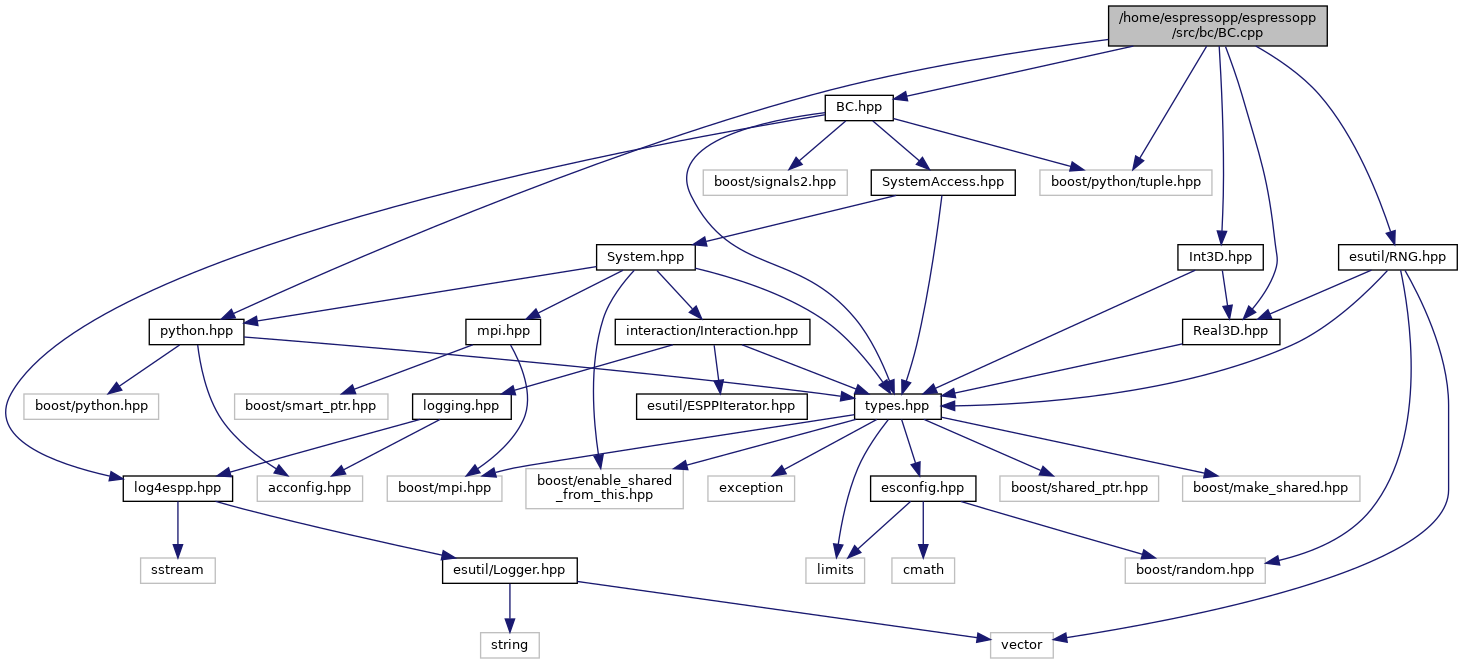 /home/espressopp/espressopp
/src/bc/BC.cpp
BC.hpp
boost/signals2.hpp
SystemAccess.hpp
boost/python/tuple.hpp
System.hpp
Int3D.hpp
esutil/RNG.hpp
python.hpp
mpi.hpp
interaction/Interaction.hpp
Real3D.hpp
boost/python.hpp
boost/smart_ptr.hpp
logging.hpp
esutil/ESPPIterator.hpp
types.hpp
log4espp.hpp
acconfig.hpp
boost/mpi.hpp
boost/enable_shared
_from_this.hpp
exception
esconfig.hpp
boost/shared_ptr.hpp
boost/make_shared.hpp
sstream
esutil/Logger.hpp
limits
cmath
boost/random.hpp
string
vector